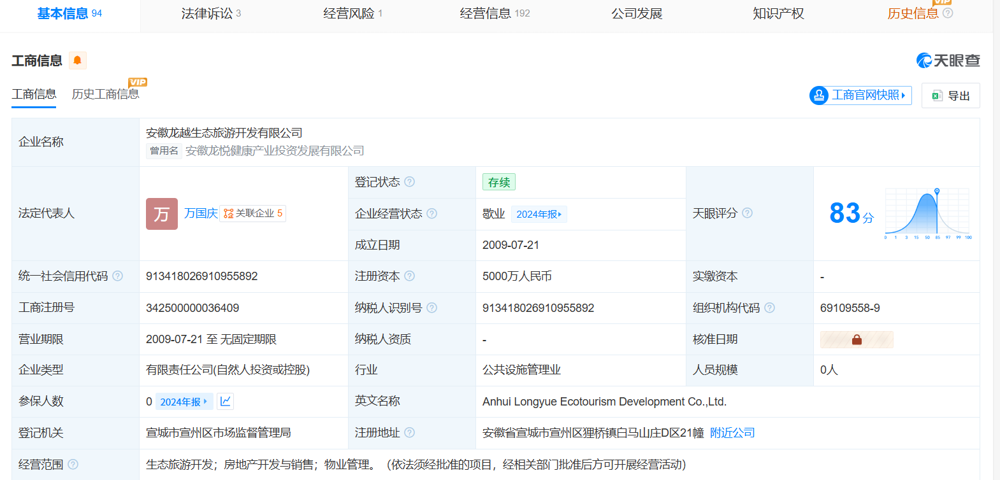 基本信息 94 法律诉讼 3 经营风险 1 经营信息 192 公司发展 知识产权 历史信息 VIP
工商信息 天眼查
工商信息 历史工商信息 VIP 工商官网快照 导出
企业名称 安徽龙越生态旅游开发有限公司
曾用名 安徽龙悦健康产业投资发展有限公司
法定代表人 万 万国庆 关联企业 5
登记状态 存续
企业经营状态 歇业 2024年报
成立日期 2009-07-21
天眼评分 83分
0 1 3 15 50 85 97 99 100
统一社会信用代码 913418026910955892 注册资本 5000万人民币 实缴资本 -
工商注册号 342500000036409 纳税人识别号 913418026910955892 组织机构代码 69109558-9
营业期限 2009-07-21 至 无固定期限 纳税人资质 - 核准日期
企业类型 有限责任公司(自然人投资或控股) 行业 公共设施管理业 人员规模 0人
参保人数 0 2024年报 英文名称 Anhui Longyue Ecotourism Development Co.,Ltd.
登记机关 宣城市宣州区市场监督管理局 注册地址 安徽省宣城市宣州区狸桥镇白马山庄D区21幢 附近公司
经营范围 生态旅游开发；房地产开发与销售；物业管理。（依法须经批准的项目，经相关部门批准后方可开展经营活动）